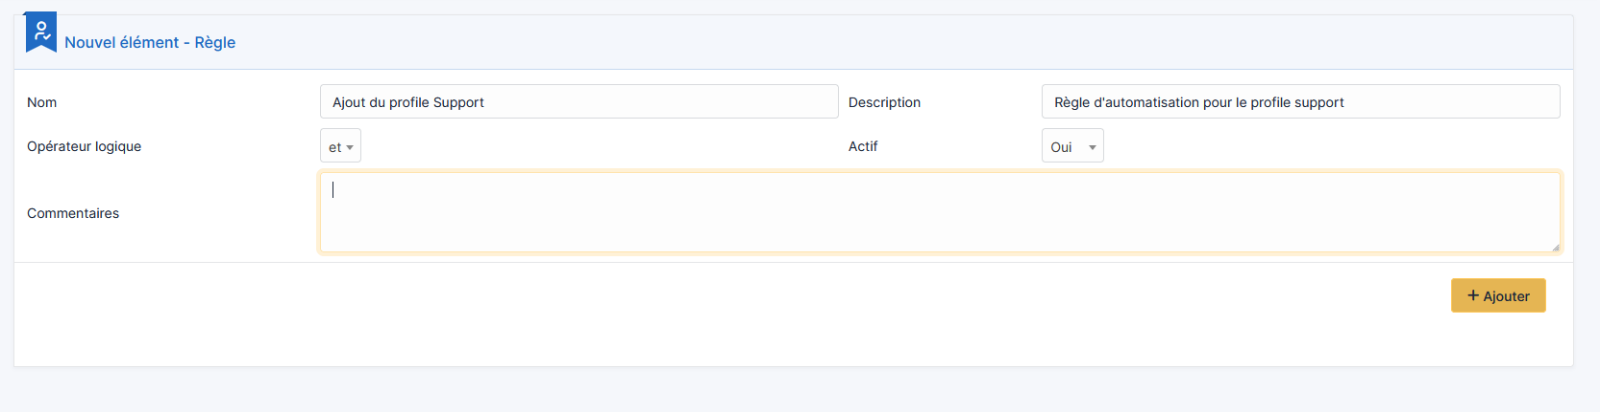 Nouvel élément - Règle
Nom Ajout du profile Support Description Règle d'automatisation pour le profile support
Opérateur logique et Actif Oui
Commentaires
+ Ajouter